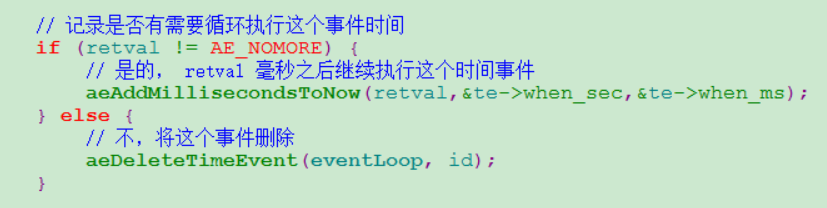 // 记录是否有需要循环执行这个事件时间
if (retval != AE_NOMORE) {
// 是的， retval 毫秒之后继续执行这个时间事件
aeAddMillisecondsToNow(retval,&te->when_sec,&te->when_ms);
} else {
// 不，将这个事件删除
aeDeleteTimeEvent(eventLoop, id);
}